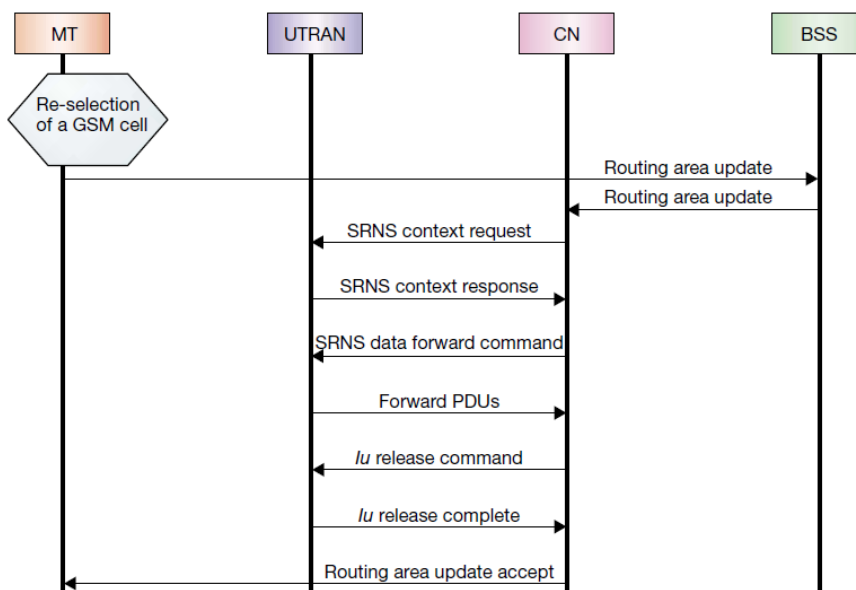 MT
UTRAN
CN
BSS
Re-selection
of a GSM cell
Routing area update
Routing area update
SRNS context request
SRNS context response
SRNS data forward command
Forward PDUs
Iu release command
Iu release complete
Routing area update accept